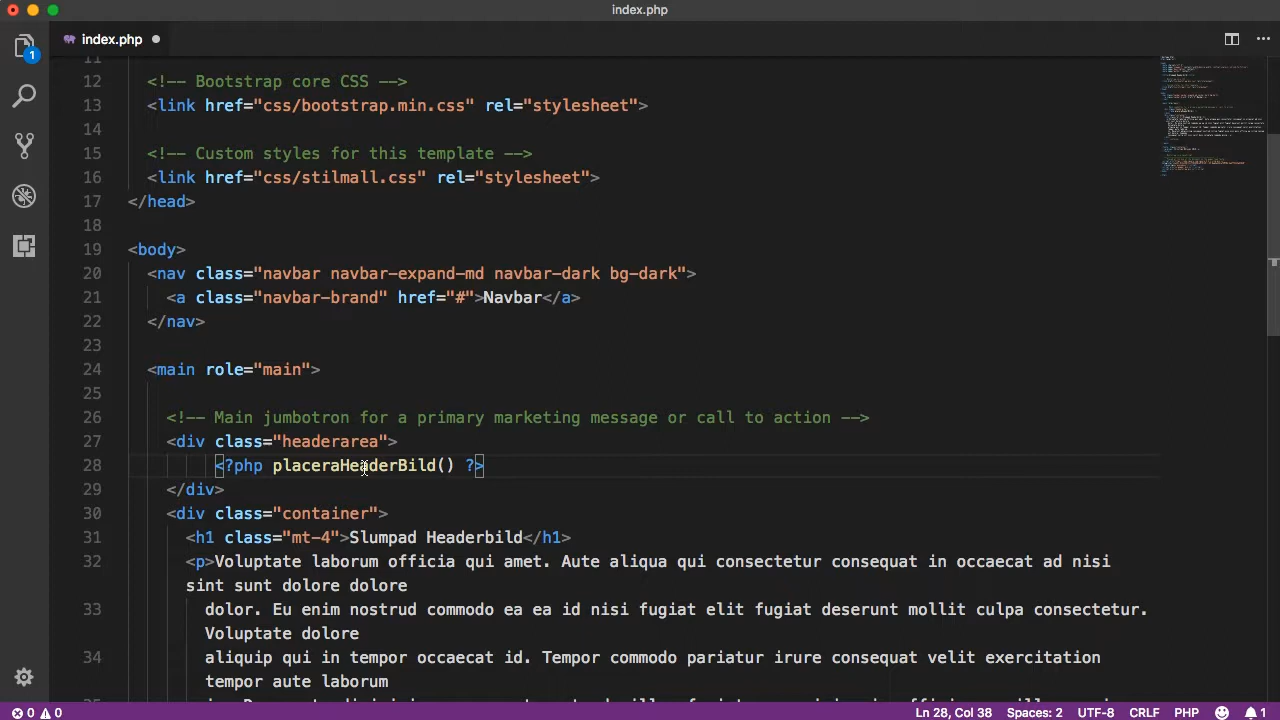 index.php
index.php
1
11
12 <!-- Bootstrap core CSS -->
13 <link href="css/bootstrap.min.css" rel="stylesheet">
14
15 <!-- Custom styles for this template -->
16 <link href="css/stilmall.css" rel="stylesheet">
17 </head>
18
19 <body>
20 <nav class="navbar navbar-expand-md navbar-dark bg-dark">
21 <a class="navbar-brand" href="#">Navbar</a>
22 </nav>
23
24 <main role="main">
25
26 <!-- Main jumbotron for a primary marketing message or call to action -->
27 <div class="headerarea">
28 <?php placeraHeaderBild() ?>
29 </div>
30 <div class="container">
31 <h1 class="mt-4">Slumpad Headerbild</h1>
32 <p>Voluptate laborum officia qui amet. Aute aliqua qui consectetur consequat in occaecat ad nisi
sint sunt dolore dolore
33 dolor. Eu enim nostrud commodo ea ea id nisi fugiat elit fugiat deserunt mollit culpa consectetur.
Voluptate dolore
34 aliquip qui in tempor occaecat id. Tempor commodo pariatur irure consequat velit exercitation
tempor aute laborum
0 0 Ln 28, Col 38 Spaces: 2 UTF-8 CRLF PHP 1